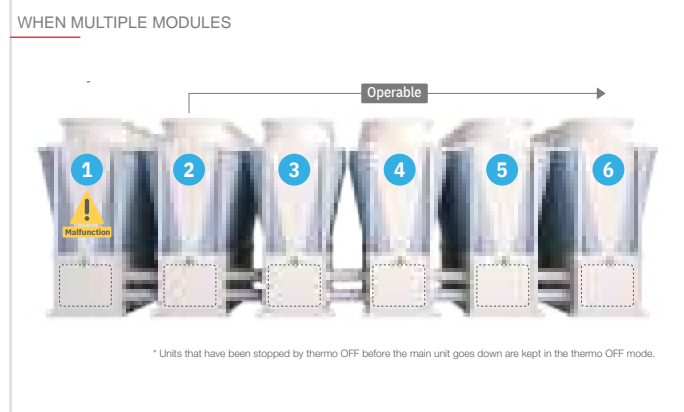 WHEN MULTIPLE MODULES
Operable
1 2 3 4 5 6
Malfunction
* Units that have been stopped by thermo OFF before the main unit goes down are kept in the thermo OFF mode.